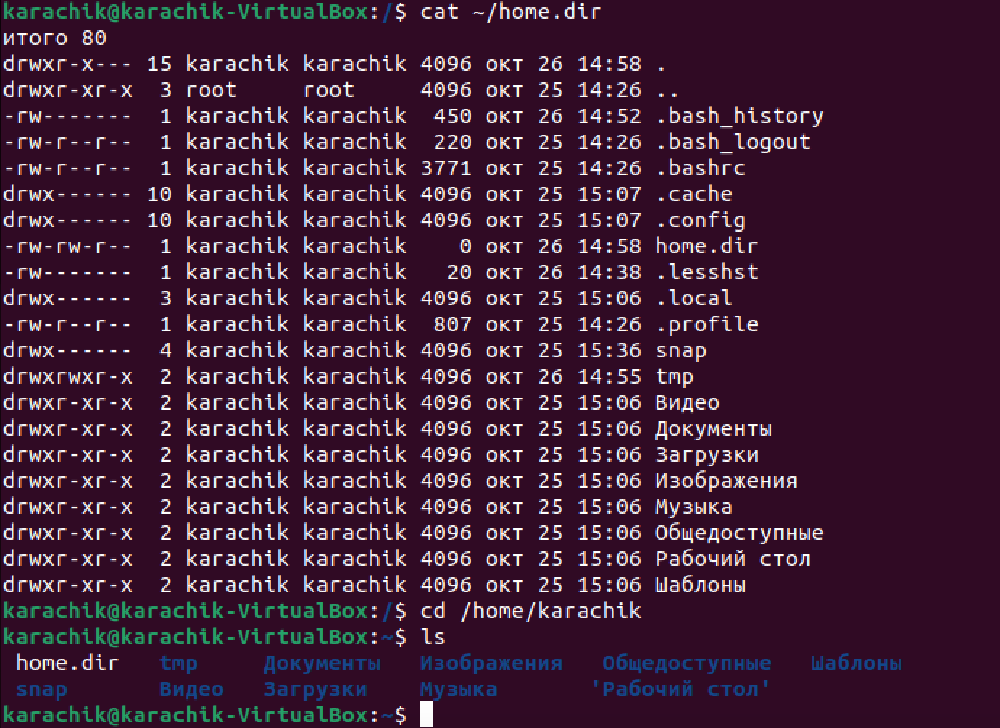 karachik@karachik-VirtualBox:/$ cat ~/home.dir
итого 80
drwxr-x--- 15 karachik karachik 4096 окт 26 14:58 .
drwxr-xr-x  3 root     root     4096 окт 25 14:26 ..
-rw-------  1 karachik karachik  450 окт 26 14:52 .bash_history
-rw-r--r--  1 karachik karachik  220 окт 25 14:26 .bash_logout
-rw-r--r--  1 karachik karachik 3771 окт 25 14:26 .bashrc
drwx------ 10 karachik karachik 4096 окт 25 15:07 .cache
drwx------ 10 karachik karachik 4096 окт 25 15:07 .config
-rw-rw-r--  1 karachik karachik    0 окт 26 14:58 home.dir
-rw-------  1 karachik karachik   20 окт 26 14:38 .lesshst
drwx------  3 karachik karachik 4096 окт 25 15:06 .local
-rw-r--r--  1 karachik karachik  807 окт 25 14:26 .profile
drwx------  4 karachik karachik 4096 окт 25 15:36 snap
drwxrwxr-x  2 karachik karachik 4096 окт 26 14:55 tmp
drwxr-xr-x  2 karachik karachik 4096 окт 25 15:06 Видео
drwxr-xr-x  2 karachik karachik 4096 окт 25 15:06 Документы
drwxr-xr-x  2 karachik karachik 4096 окт 25 15:06 Загрузки
drwxr-xr-x  2 karachik karachik 4096 окт 25 15:06 Изображения
drwxr-xr-x  2 karachik karachik 4096 окт 25 15:06 Музыка
drwxr-xr-x  2 karachik karachik 4096 окт 25 15:06 Общедоступные
drwxr-xr-x  2 karachik karachik 4096 окт 25 15:06 Рабочий стол
drwxr-xr-x  2 karachik karachik 4096 окт 25 15:06 Шаблоны
karachik@karachik-VirtualBox:/$ cd /home/karachik
karachik@karachik-VirtualBox:~$ ls
 home.dir   tmp     Документы   Изображения   Общедоступные   Шаблоны
 snap       Видео   Загрузки    Музыка       'Рабочий стол'
karachik@karachik-VirtualBox:~$